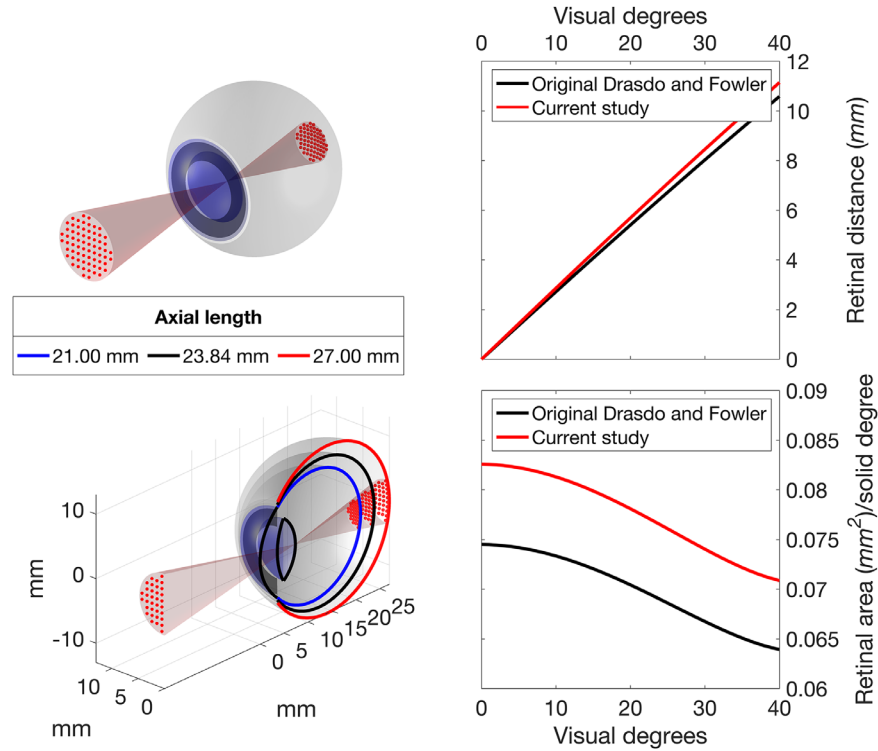 Axial length
21.00 mm 23.84 mm 27.00 mm
10
0
-10
mm
10
5
0
mm
0
5
10
15
20
25
mm
Visual degrees
0 10 20 30 40
Original Drasdo and Fowler
Current study
12
10
8
6
4
2
0
Retinal distance (mm)
Original Drasdo and Fowler
Current study
0.09
0.085
0.08
0.075
0.07
0.065
0.06
Retinal area (mm²)/solid degree
0 10 20 30 40
Visual degrees